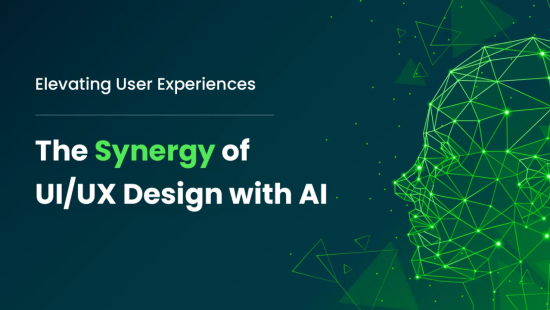 Elevating User Experiences
The Synergy of
UI/UX Design with AI